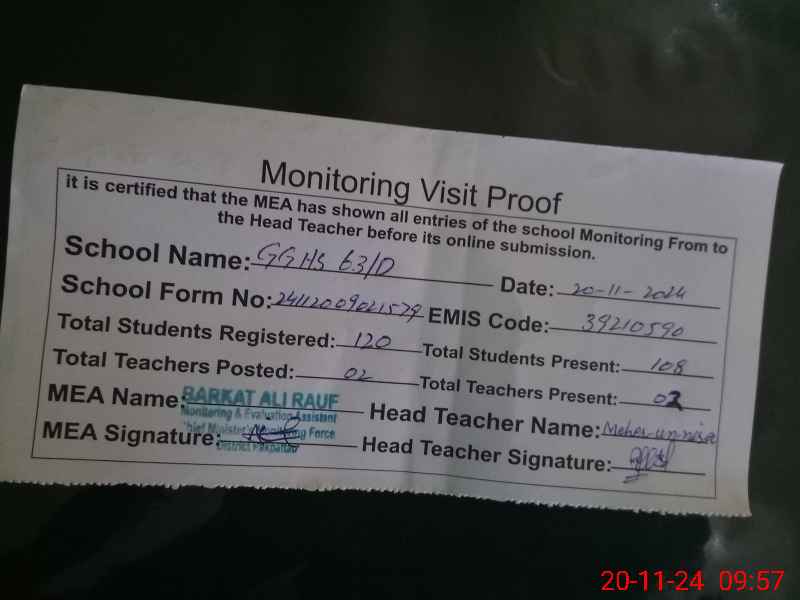 Monitoring Visit Proof
it is certified that the MEA has shown all entries of the school Monitoring From to
the Head Teacher before its online submission.
School Name: GGHS 63/D Date: 20-11-2024
School Form No: 24112009021579 EMIS Code: 39210590
Total Students Registered: 120 Total Students Present: 108
Total Teachers Posted: 02 Total Teachers Present: 02
MEA Name: BARKAT ALI RAUF Head Teacher Name: Meher-un-nisa
Monitoring & Evaluation Assistant
Chief Minister's Monitoring Force
District Pakpattan
MEA Signature: Head Teacher Signature:
20-11-24 09:57